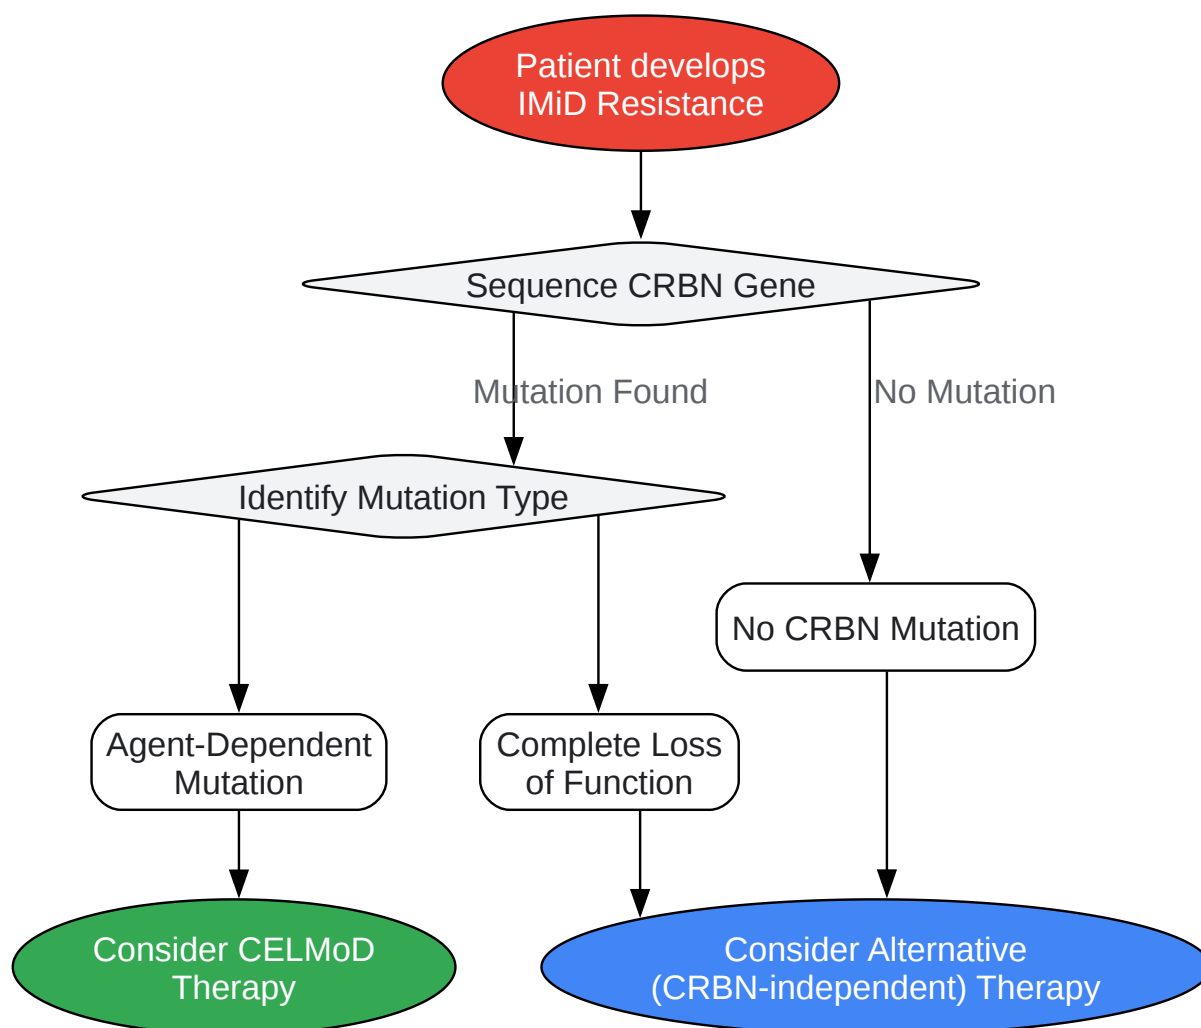 Patient develops
IMiD Resistance
Sequence CRBN Gene
Mutation Found
No Mutation
Identify Mutation Type
No CRBN Mutation
Agent-Dependent
Mutation
Complete Loss
of Function
Consider CELMoD
Therapy
Consider Alternative
(CRBN-independent) Therapy